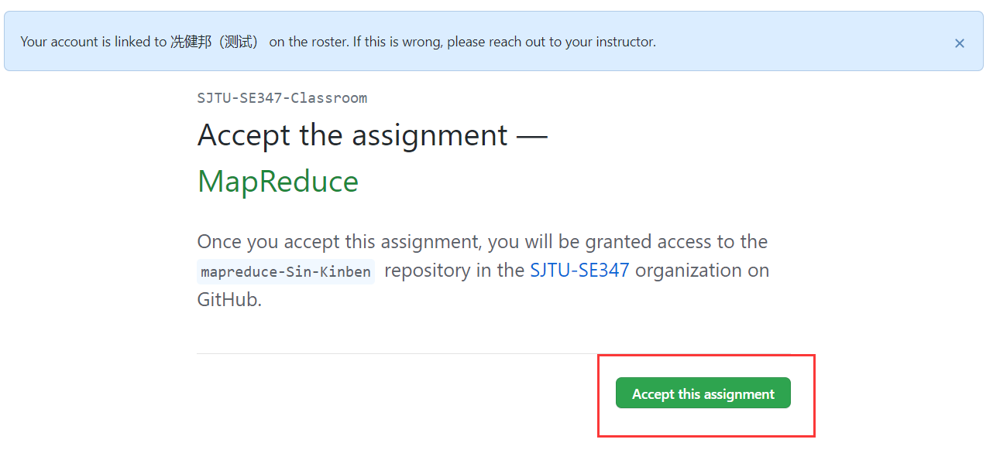 Your account is linked to 冼健邦（测试） on the roster. If this is wrong, please reach out to your instructor.
SJTU-SE347-Classroom
Accept the assignment —
MapReduce
Once you accept this assignment, you will be granted access to the
mapreduce-Sin-Kinben repository in the SJTU-SE347 organization on
GitHub.
Accept this assignment